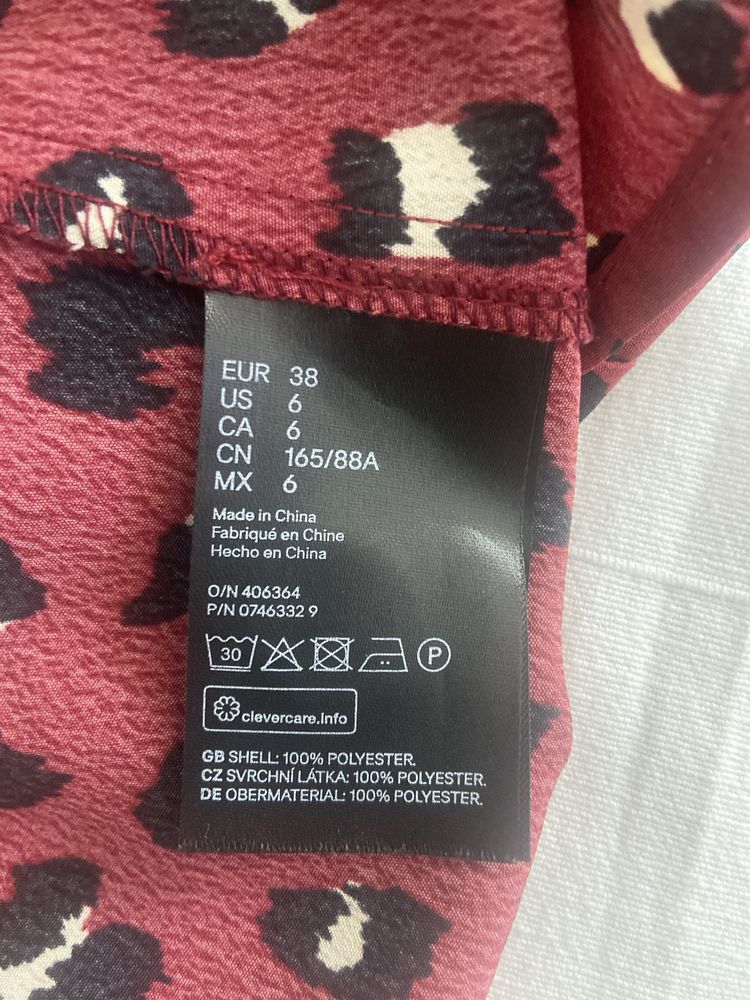 EUR 38
US 6
CA 6
CN 165/88A
MX 6
Made in China
Fabriqué en Chine
Hecho en China
O/N 406364
P/N 0746332 9
30 P
clevercare.info
GB SHELL: 100% POLYESTER.
CZ SVRCHNÍ LÁTKA: 100% POLYESTER.
DE OBERMATERIAL: 100% POLYESTER.